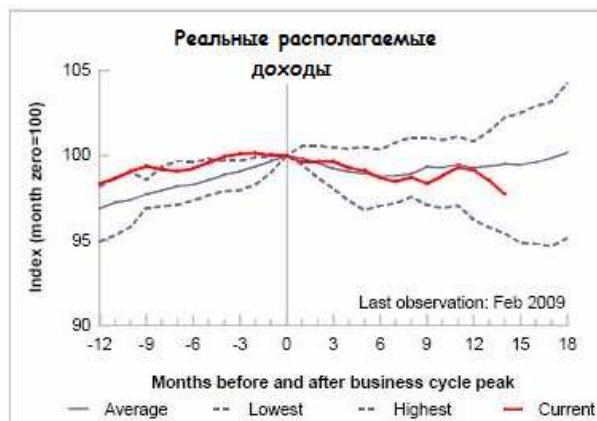 Реальные располагаемые
доходы
Index (month zero=100)
105
100
95
90
Last observation: Feb 2009
-12 -9 -6 -3 0 3 6 9 12 15 18
Months before and after business cycle peak
Average Lowest Highest Current